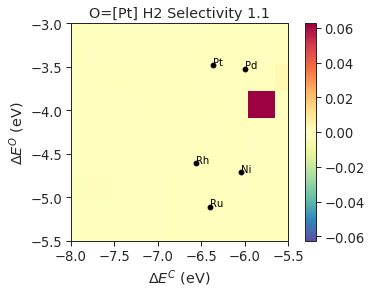 O=[Pt] H2 Selectivity 1.1
−3.0
−3.5
−4.0
−4.5
−5.0
−5.5
ΔE^O (eV)
Pt
Pd
Rh
Ni
Ru
−8.0 −7.5 −7.0 −6.5 −6.0 −5.5
ΔE^C (eV)
0.06
0.04
0.02
0.00
−0.02
−0.04
−0.06